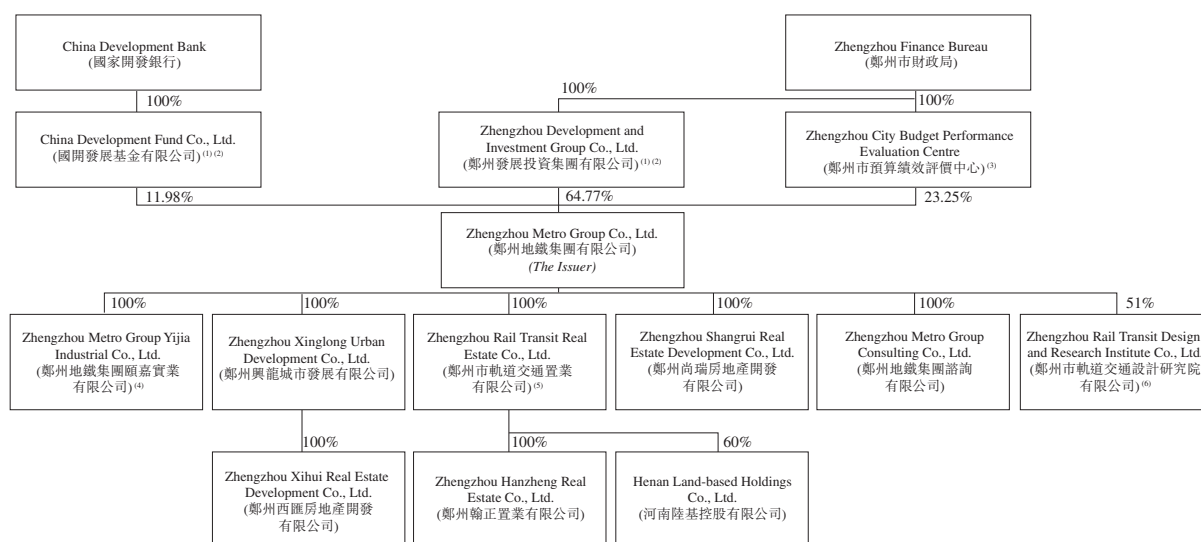 China Development Bank
(國家開發銀行)
Zhengzhou Finance Bureau
(鄭州市財政局)
100%
100%
100%
China Development Fund Co., Ltd.
(國開發展基金有限公司)(1) (2)
Zhengzhou Development and
Investment Group Co., Ltd.
(鄭州發展投資集團有限公司)(1) (2)
Zhengzhou City Budget Performance
Evaluation Centre
(鄭州市預算績效評價中心)(3)
11.98%
64.77%
23.25%
Zhengzhou Metro Group Co., Ltd.
(鄭州地鐵集團有限公司)
(The Issuer)
100%
100%
100%
100%
100%
51%
Zhengzhou Metro Group Yijia
Industrial Co., Ltd.
(鄭州地鐵集團頤嘉實業
有限公司)(4)
Zhengzhou Xinglong Urban
Development Co., Ltd.
(鄭州興龍城市發展有限公司)
Zhengzhou Rail Transit Real
Estate Co., Ltd.
(鄭州市軌道交通置業
有限公司)(5)
Zhengzhou Shangrui Real
Estate Development Co., Ltd.
(鄭州尚瑞房地產開發
有限公司)
Zhengzhou Metro Group
Consulting Co., Ltd.
(鄭州地鐵集團諮詢
有限公司)
Zhengzhou Rail Transit Design
and Research Institute Co., Ltd.
(鄭州市軌道交通設計研究院
有限公司)(6)
100%
100%
60%
Zhengzhou Xihui Real Estate
Development Co., Ltd.
(鄭州西匯房地產開發
有限公司)
Zhengzhou Hanzheng Real
Estate Co., Ltd.
(鄭州翰正置業有限公司)
Henan Land-based Holdings
Co., Ltd.
(河南陸基控股有限公司)